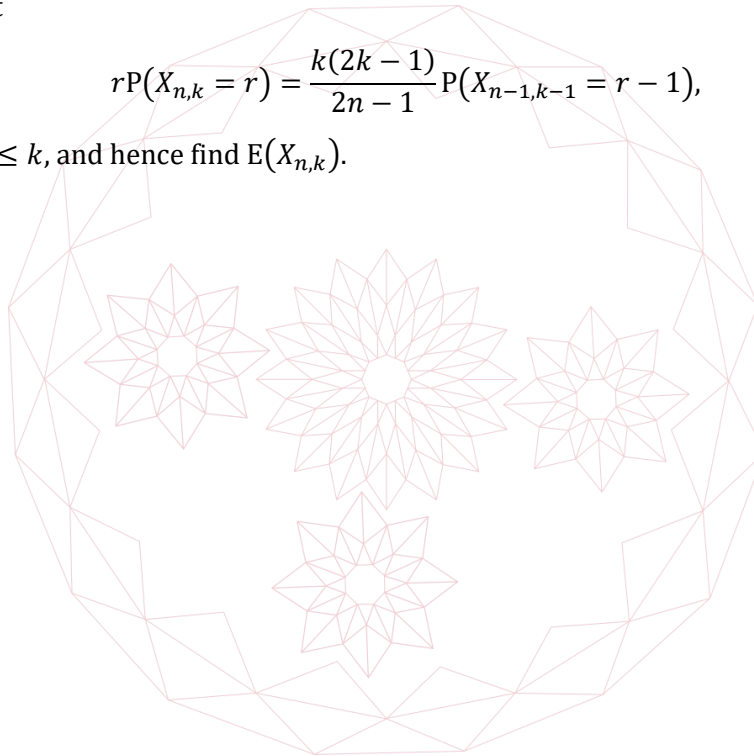 t
rP(X_{n,k} = r) = \frac{k(2k − 1)}{2n − 1} P(X_{n−1,k−1} = r − 1),
≤ k, and hence find E(X_{n,k}).